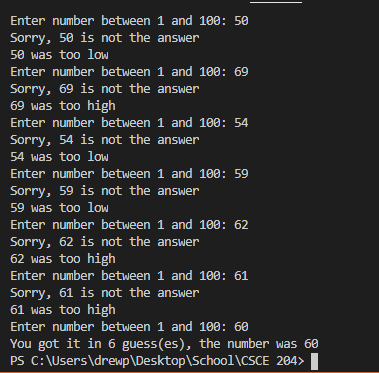 Enter number between 1 and 100: 50
Sorry, 50 is not the answer
50 was too low
Enter number between 1 and 100: 69
Sorry, 69 is not the answer
69 was too high
Enter number between 1 and 100: 54
Sorry, 54 is not the answer
54 was too low
Enter number between 1 and 100: 59
Sorry, 59 is not the answer
59 was too low
Enter number between 1 and 100: 62
Sorry, 62 is not the answer
62 was too high
Enter number between 1 and 100: 61
Sorry, 61 is not the answer
61 was too high
Enter number between 1 and 100: 60
You got it in 6 guess(es), the number was 60
PS C:\Users\drewp\Desktop\School\CSCE 204>